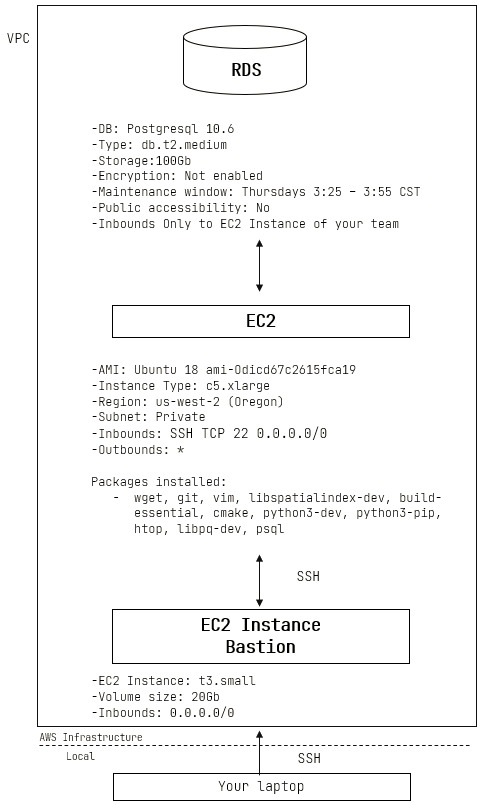 VPC
RDS
-DB: Postgresql 10.6
-Type: db.t2.medium
-Storage:100Gb
-Encryption: Not enabled
-Maintenance window: Thursdays 3:25 – 3:55 CST
-Public accessibility: No
-Inbounds Only to EC2 Instance of your team
EC2
-AMI: Ubuntu 18 ami-0dicd67c2615fca19
-Instance Type: c5.xlarge
-Region: us-west-2 (Oregon)
-Subnet: Private
-Inbounds: SSH TCP 22 0.0.0.0/0
-Outbounds: *
Packages installed:
- wget, git, vim, libspatialindex-dev, build-
essential, cmake, python3-dev, python3-pip,
htop, libpq-dev, psql
SSH
EC2 Instance
Bastion
-EC2 Instance: t3.small
-Volume size: 20Gb
-Inbounds: 0.0.0.0/0
AWS Infrastructure
Local
SSH
Your laptop